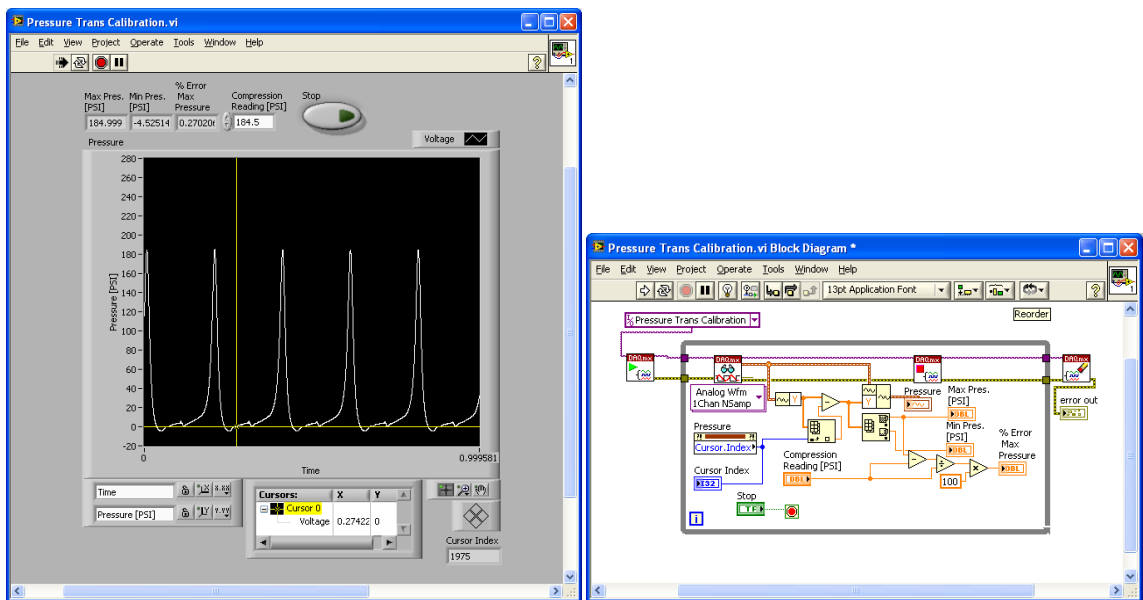 Pressure Trans Calibration.vi
File Edit View Project Operate Tools Window Help
Max Pres. [PSI]
Min Pres. [PSI]
% Error Max Pressure
Compression Reading [PSI]
Stop
184.999
-4.52514
184.5
Pressure
Voltage
280
260
240
220
200
180
160
140
120
100
80
60
40
20
0
-20
Pressure [PSI]
0
0.999581
Time
Time
Pressure [PSI]
Cursors:
X
Y
Cursor 0
Voltage
0.27422
0
Cursor Index
1975
Pressure Trans Calibration.vi Block Diagram *
File Edit View Project Operate Tools Window Help
13pt Application Font
Reorder
Pressure Trans Calibration
DAQmx
DAQmx
DAQmx
DAQmx
Analog Wfm
1Chan NSamp
Y
Y
Pressure
Max Pres.
[PSI]
DBL
Min Pres.
[PSI]
DBL
% Error
Max
Pressure
DBL
error out
Pressure
Cursor.Index
Cursor Index
I32
Compression
Reading [PSI]
DBL
100
Stop
TF
i